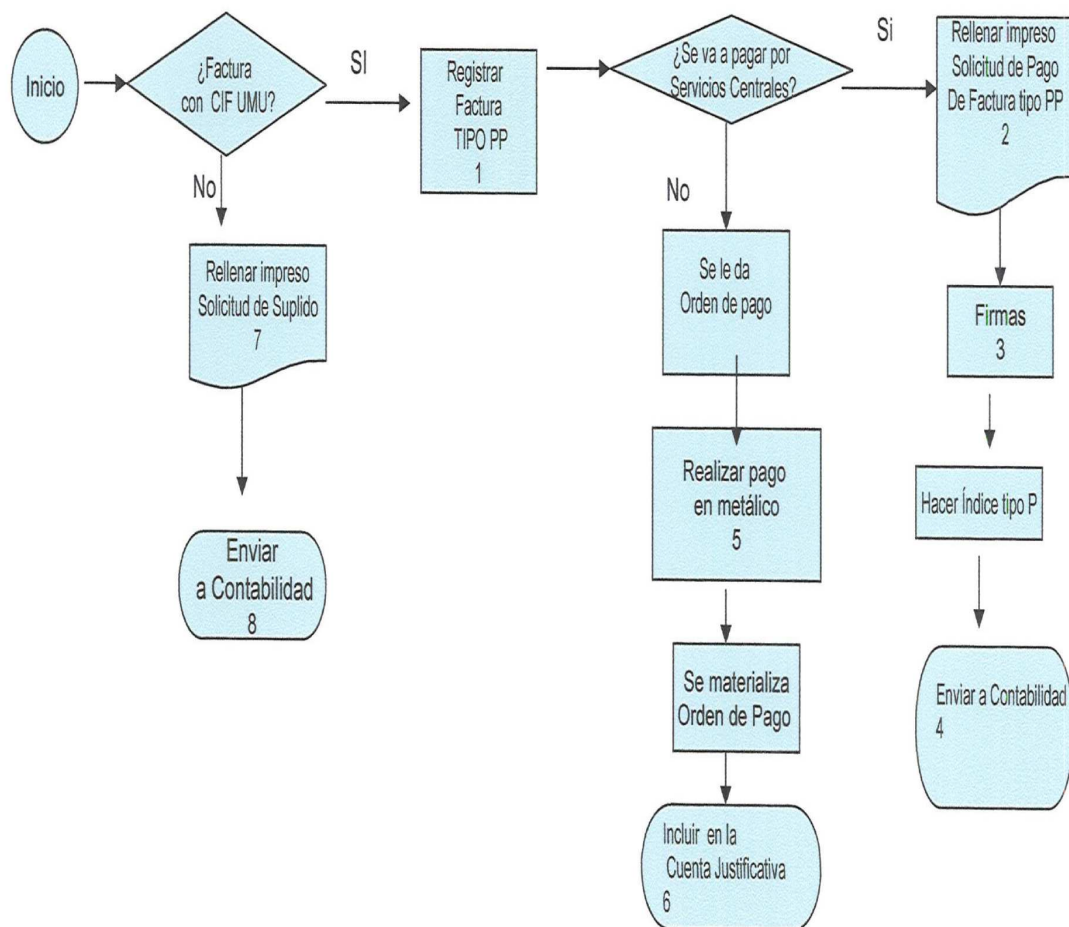 Inicio
¿Factura
con CIF UMU?
SI
No
Registrar
Factura
TIPO PP
1
¿Se va a pagar por
Servicios Centrales?
Si
No
Rellenar impreso
Solicitud de Pago
De Factura tipo PP
2
Firmas
3
Hacer Índice tipo P
Enviar a Contabilidad
4
Se le da
Orden de pago
Realizar pago
en metálico
5
Se materializa
Orden de Pago
Incluir en la
Cuenta Justificativa
6
Rellenar impreso
Solicitud de Suplido
7
Enviar
a Contabilidad
8